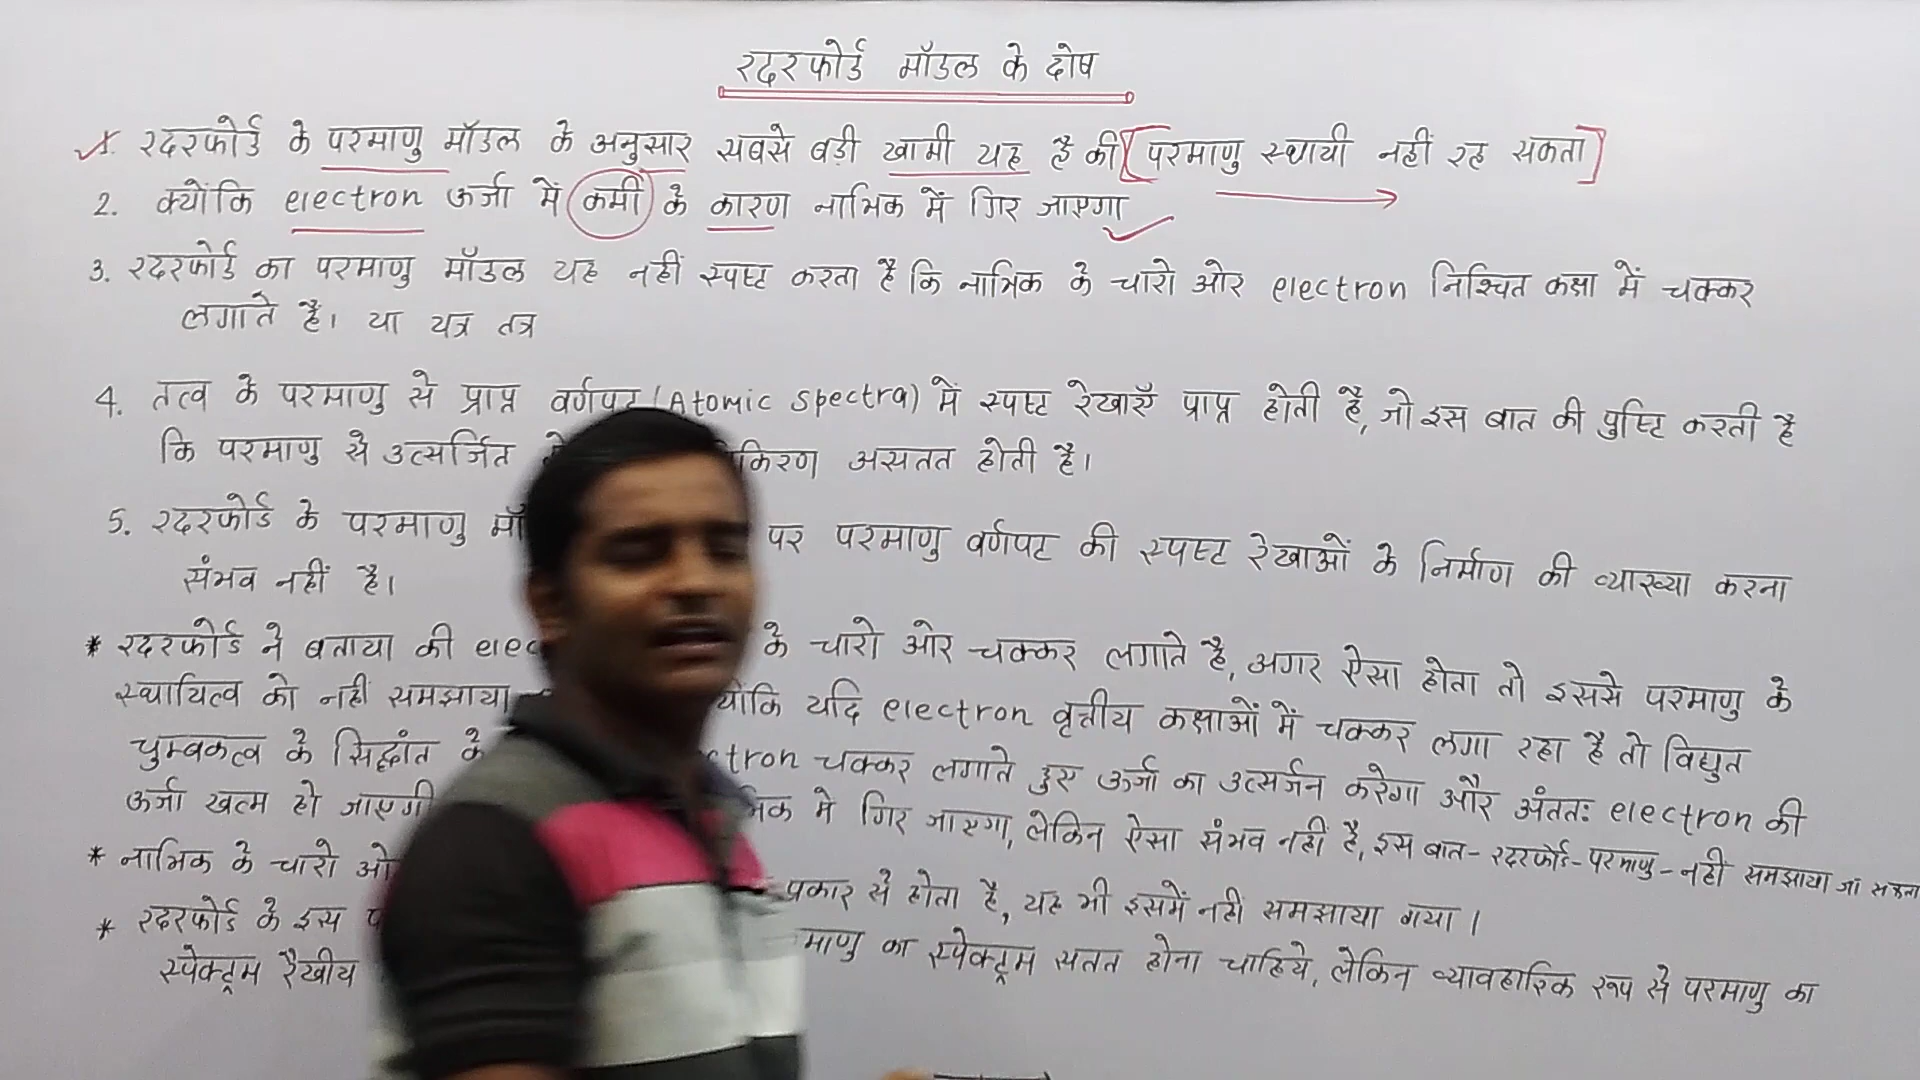 रदरफोर्ड मॉडल के दोष
1. रदरफोर्ड के परमाणु मॉडल के अनुसार सबसे बड़ी खामी यह है की [परमाणु स्थायी नहीं रह सकता]
2. क्योंकि electron ऊर्जा में कमी के कारण नाभिक में गिर जाएगा
3. रदरफोर्ड का परमाणु मॉडल यह नहीं स्पष्ट करता है कि नाभिक के चारो ओर electron निश्चित कक्षा में चक्कर
लगाते हैं। या यत्र तत्र
4. तत्व के परमाणु से प्राप्त वर्णपट (Atomic spectra) में स्पष्ट रेखाएँ प्राप्त होती है, जो इस बात की पुष्टि करती है
कि परमाणु से उत्सर्जित किरण असतत होती है।
5. रदरफोर्ड के परमाणु पर परमाणु वर्णपट की स्पष्ट रेखाओं के निर्माण की व्याख्या करना
संभव नहीं है।
* रदरफोर्ड ने बताया की के चारो ओर चक्कर लगाते है, अगर ऐसा होता तो इससे परमाणु के
स्थायित्व को नहीं समझाया यदि electron वृत्तीय कक्षाओं में चक्कर लगा रहा है तो विद्युत
चुम्बकत्व के सिद्धांत के चक्कर लगाते हुए ऊर्जा का उत्सर्जन करेगा और अंततः electron की
ऊर्जा खत्म हो जाएगी में गिर जाएगा, लेकिन ऐसा संभव नहीं है, इस बात - रदरफोर्ड - परमाणु - नहीं समझाया जा सकता
* नाभिक के चारो प्रकार से होता है, यह भी इसमें नहीं समझाया गया।
* रदरफोर्ड के इस का स्पेक्ट्रम सतत होना चाहिये, लेकिन व्यावहारिक रूप से परमाणु का
स्पेक्ट्रम रैखीय